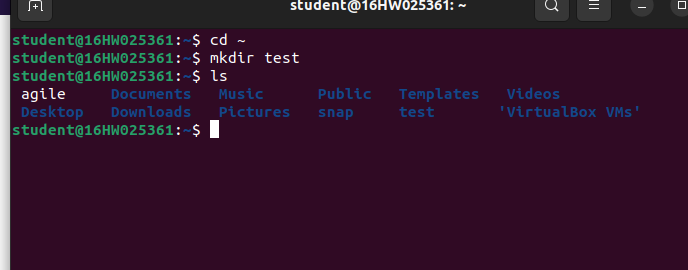 student@16HW025361: ~
student@16HW025361:~$ cd ~
student@16HW025361:~$ mkdir test
student@16HW025361:~$ ls
agile Documents Music Public Templates Videos
Desktop Downloads Pictures snap test 'VirtualBox VMs'
student@16HW025361:~$